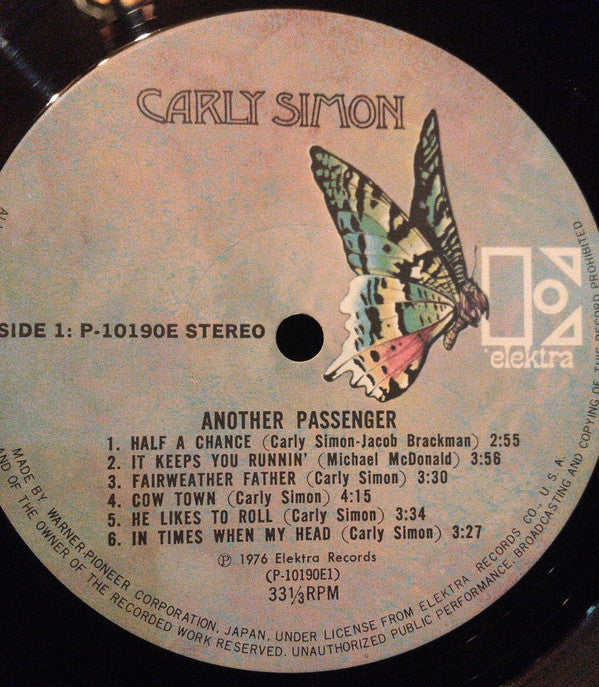 CARLY SIMON
elektra
SIDE 1: P-10190E STEREO
ANOTHER PASSENGER
1. HALF A CHANCE (Carly Simon-Jacob Brackman) 2:55
2. IT KEEPS YOU RUNNIN' (Michael McDonald) 3:56
3. FAIRWEATHER FATHER (Carly Simon) 3:30
4. COW TOWN (Carly Simon) 4:15
5. HE LIKES TO ROLL (Carly Simon) 3:34
6. IN TIMES WHEN MY HEAD (Carly Simon) 3:27
℗ 1976 Elektra Records
(P-10190E1)
33⅓RPM
MADE BY WARNER-PIONEER CORPORATION, JAPAN, UNDER LICENSE FROM ELEKTRA RECORDS CO., U.S.A.
AND OF THE OWNER OF THE RECORDED WORK RESERVED. UNAUTHORIZED PUBLIC PERFORMANCE, BROADCASTING AND COPYING OF THIS RECORD PROHIBITED